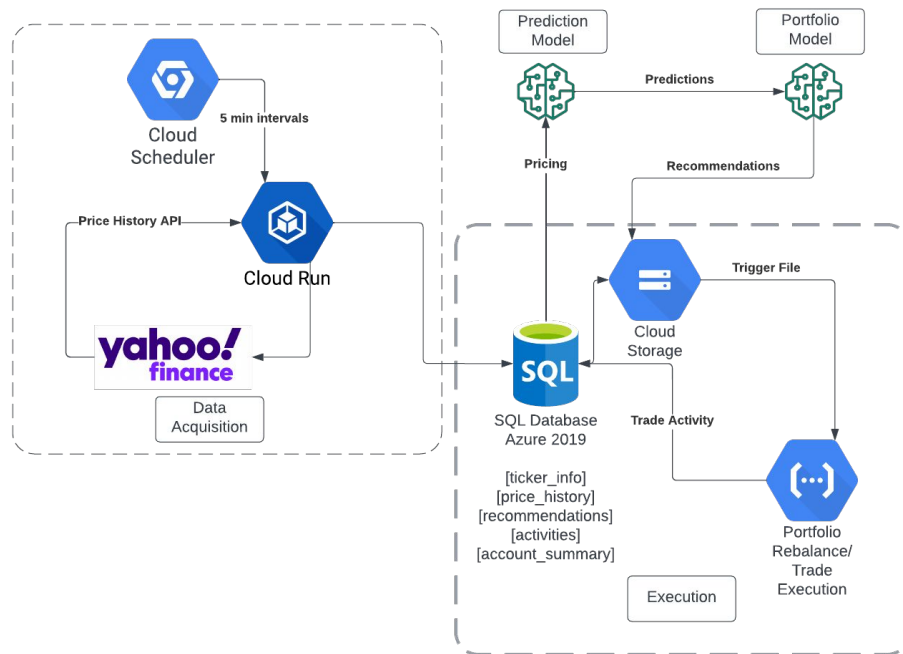 Prediction
Model
Portfolio
Model
Predictions
Cloud
Scheduler
5 min intervals
Pricing
Recommendations
Price History API
Cloud Run
Trigger File
yahoo!
finance
Cloud
Storage
SQL
Data
Acquisition
SQL Database
Azure 2019
Trade Activity
[ticker_info]
[price_history]
[recommendations]
[activities]
[account_summary]
Portfolio
Rebalance/
Trade
Execution
Execution